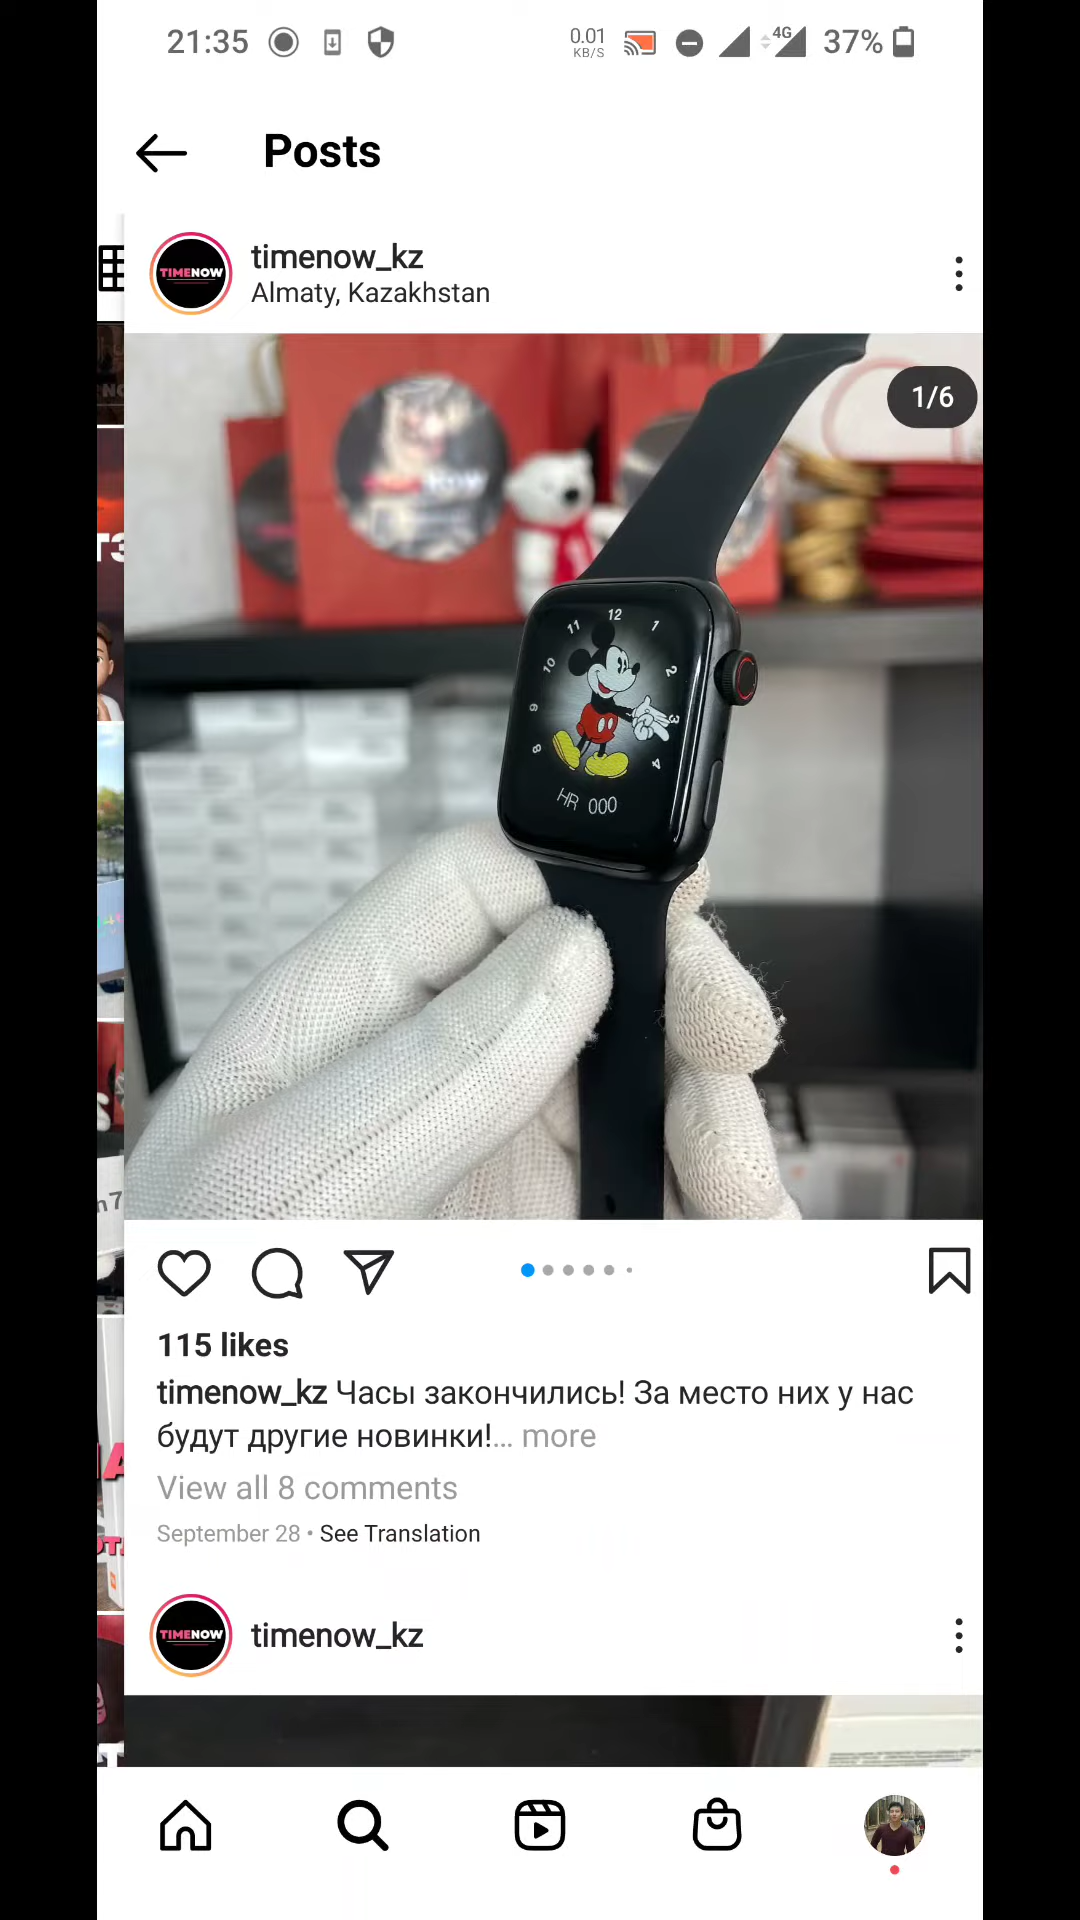 21:35
0.01
KB/S
4G
37%
Posts
TIMENOW
timenow_kz
Almaty, Kazakhstan
1/6
NOW
12
11
1
10
2
9
3
8
4
HR 000
115 likes
timenow_kz Часы закончились! За место них у нас
будут другие новинки!... more
View all 8 comments
September 28 • See Translation
TIMENOW
timenow_kz